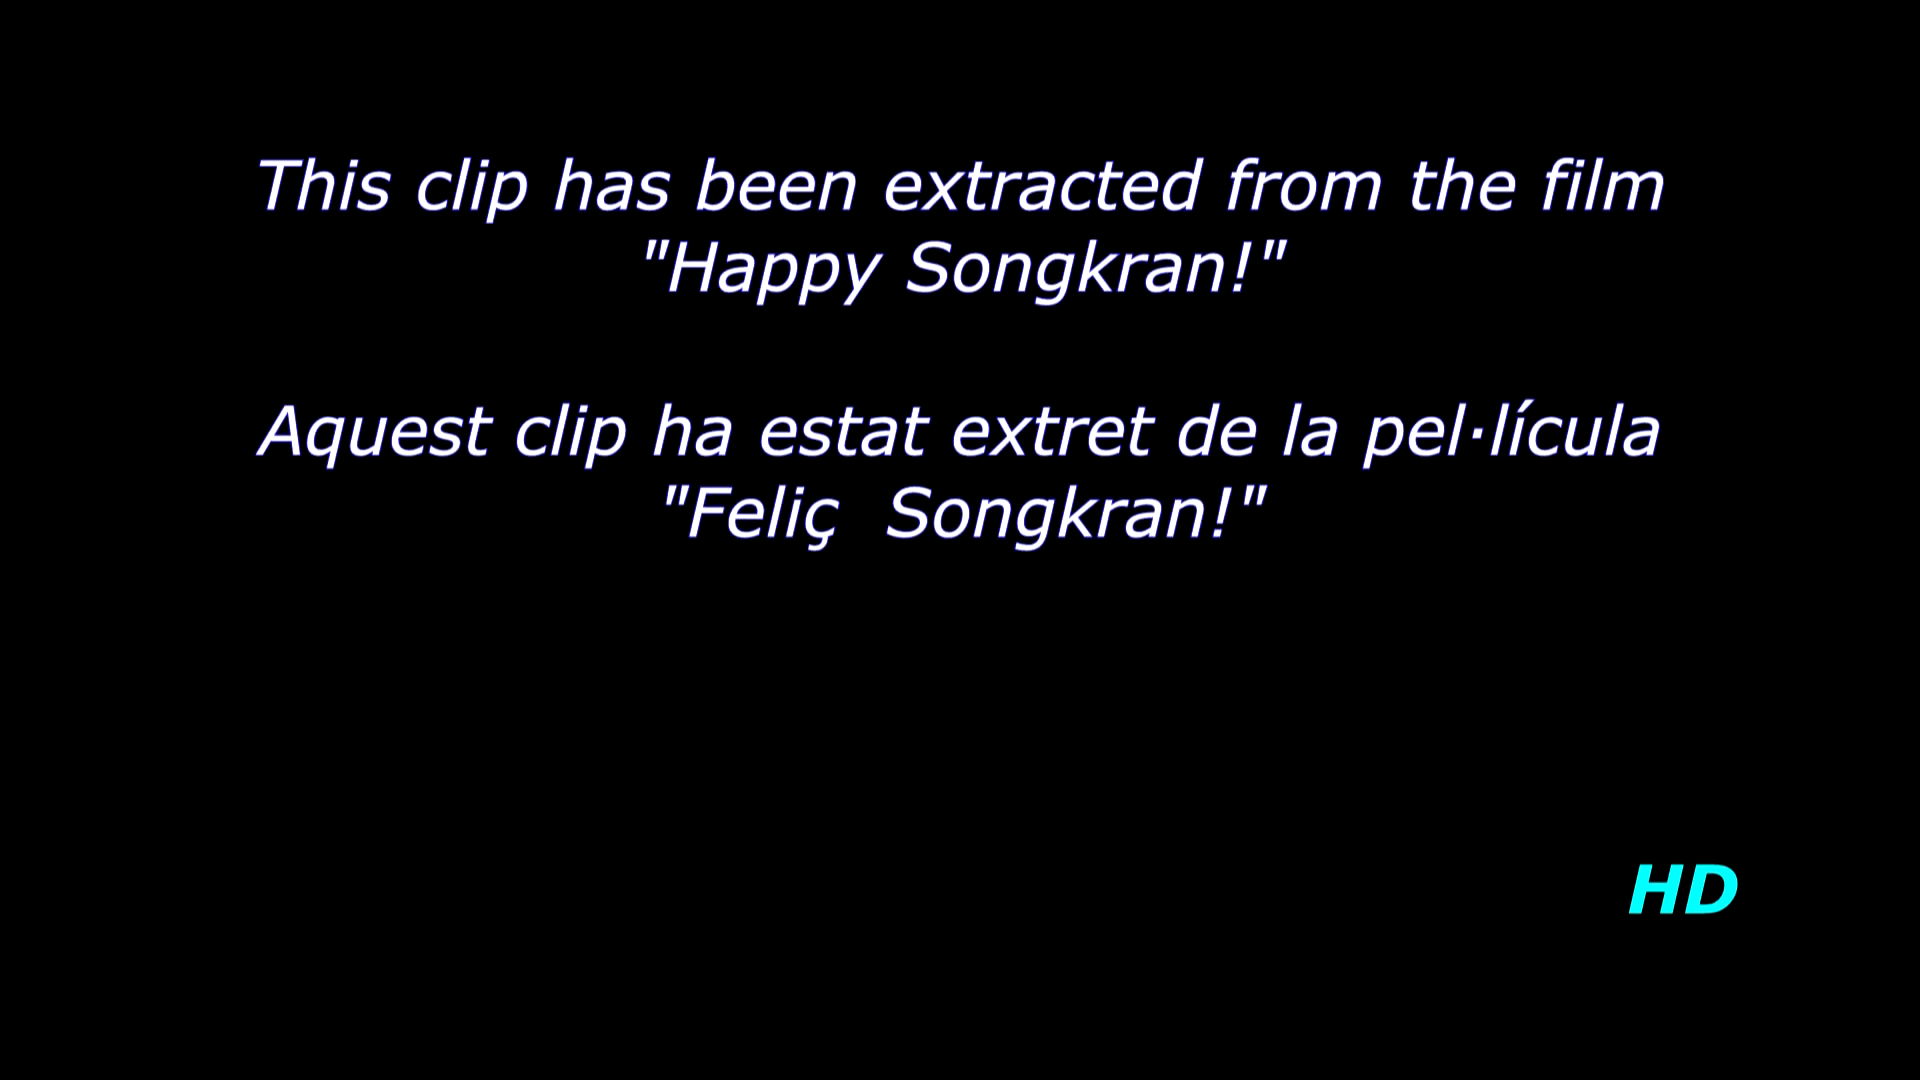 This clip has been extracted from the film
"Happy Songkran!"
Aquest clip ha estat extret de la pel·lícula
"Feliç  Songkran!"
HD